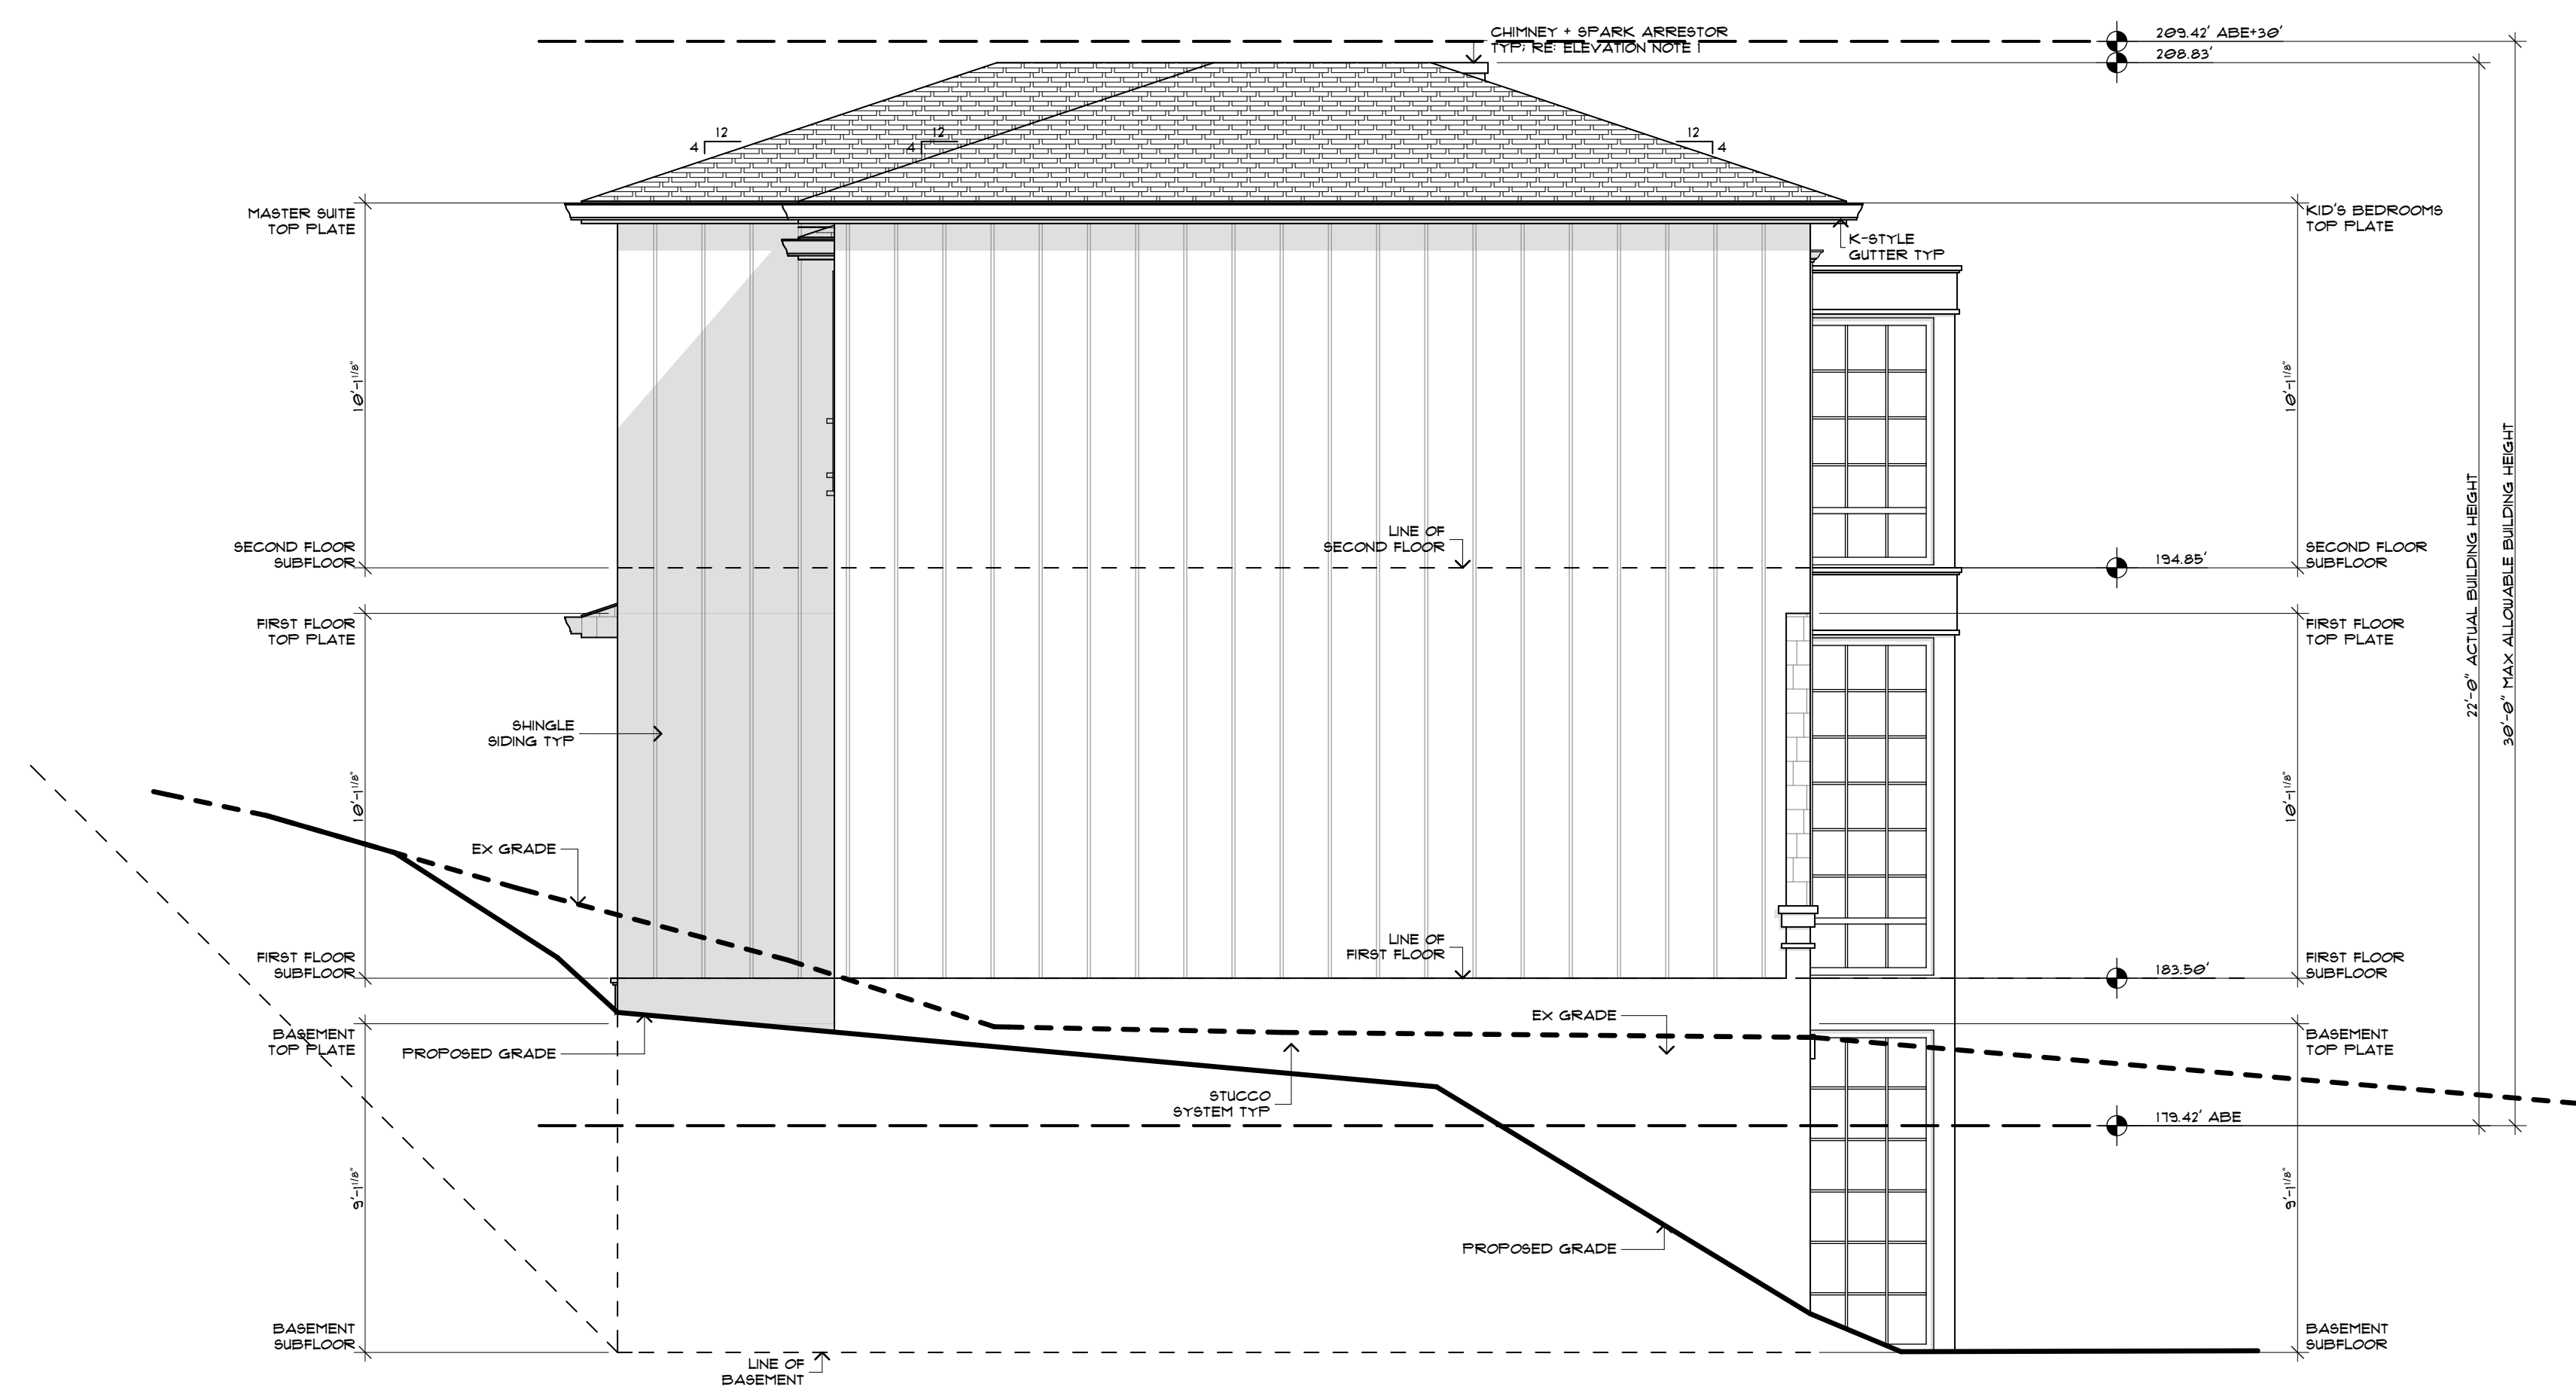 CHIMNEY + SPARK ARRESTOR
TYP; RE: ELEVATION NOTE 1
209.42' ABE+30'
208.83'
12
4
12
4
12
4
MASTER SUITE
TOP PLATE
KID'S BEDROOMS
TOP PLATE
K-STYLE
GUTTER TYP
10'-1 1/8"
10'-1 1/8"
22'-0" ACTUAL BUILDING HEIGHT
30'-0" MAX ALLOWABLE BUILDING HEIGHT
SECOND FLOOR
SUBFLOOR
LINE OF
SECOND FLOOR
194.85'
SECOND FLOOR
SUBFLOOR
FIRST FLOOR
TOP PLATE
FIRST FLOOR
TOP PLATE
SHINGLE
SIDING TYP
10'-1 1/8"
10'-1 1/8"
EX GRADE
FIRST FLOOR
SUBFLOOR
LINE OF
FIRST FLOOR
183.50'
FIRST FLOOR
SUBFLOOR
EX GRADE
BASEMENT
TOP PLATE
PROPOSED GRADE
BASEMENT
TOP PLATE
STUCCO
SYSTEM TYP
179.42' ABE
9'-1 1/8"
9'-1 1/8"
PROPOSED GRADE
BASEMENT
SUBFLOOR
BASEMENT
SUBFLOOR
LINE OF
BASEMENT